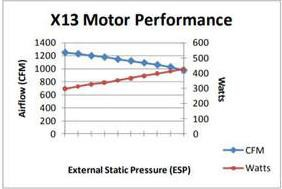 X13 Motor Performance
1400
1200
1000
800
600
400
200
0
Airflow (CFM)
600
500
400
300
200
100
0
Watts
External Static Pressure (ESP)
CFM
Watts